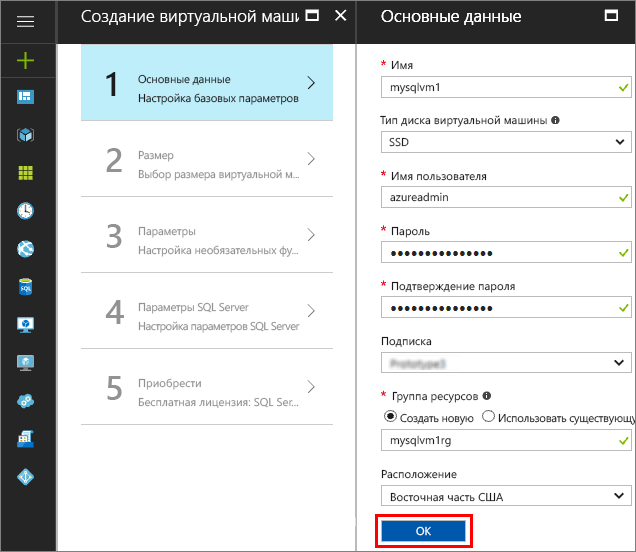 Создание виртуальной маши
1
Основные данные
Настройка базовых параметров
2
Размер
Выбор размера виртуальной м...
3
Параметры
Настройка необязательных фу...
4
Параметры SQL Server
Настройка параметров SQL Server
5
Приобрести
Бесплатная лицензия: SQL Ser...
SQL
Основные данные
* Имя
mysqlvm1
Тип диска виртуальной машины
SSD
* Имя пользователя
azureadmin
* Пароль
●●●●●●●●●●●●●●●
* Подтверждение пароля
●●●●●●●●●●●●●●●
Подписка
* Группа ресурсов
Создать новую Использовать существующу
mysqlvm1rg
Расположение
Восточная часть США
OK